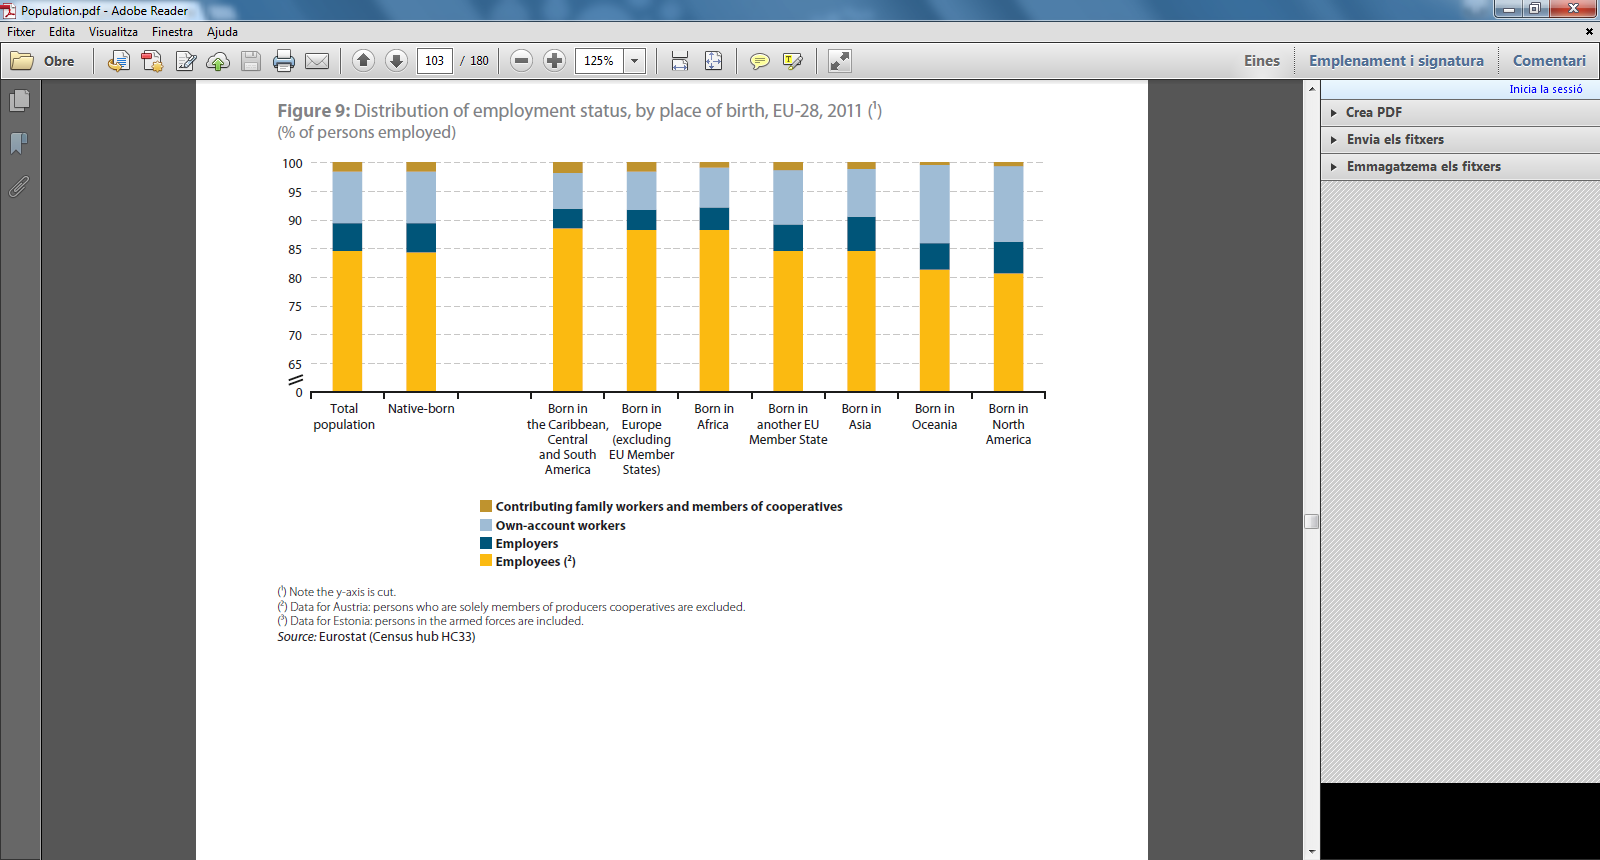 Population.pdf - Adobe Reader
Fitxer Edita Visualitza Finestra Ajuda
Obre 103 / 180 125% Eines Emplenament i signatura Comentari
Inicia la sessió
Crea PDF
Envia els fitxers
Emmagatzema els fitxers
Figure 9: Distribution of employment status, by place of birth, EU-28, 2011 (¹)
(% of persons employed)
100
95
90
85
80
75
70
65
0
Total
population
Native-born
Born in
the Caribbean,
Central
and South
America
Born in
Europe
(excluding
EU Member
States)
Born in
Africa
Born in
another EU
Member State
Born in
Asia
Born in
Oceania
Born in
North
America
Contributing family workers and members of cooperatives
Own-account workers
Employers
Employees (²)
(¹) Note the y-axis is cut.
(²) Data for Austria: persons who are solely members of producers cooperatives are excluded.
(³) Data for Estonia: persons in the armed forces are included.
Source: Eurostat (Census hub HC33)